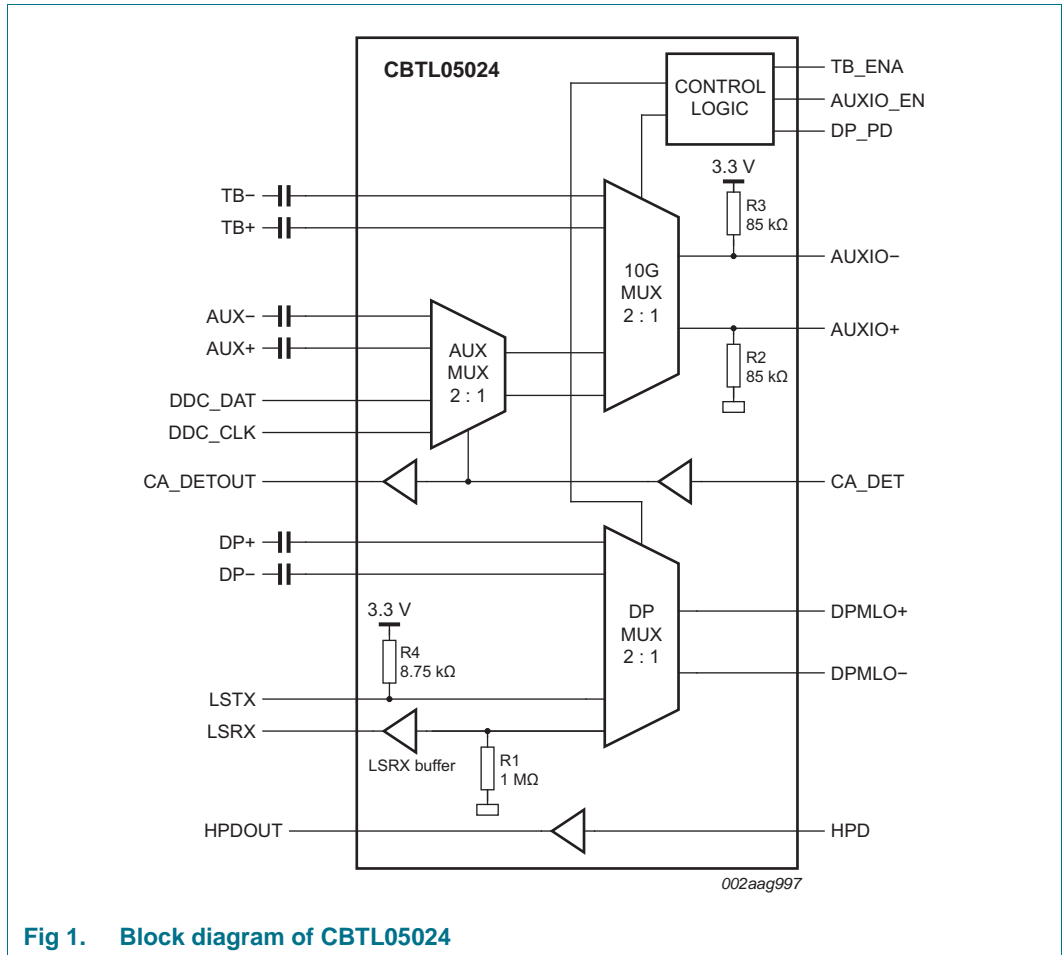 CBTL05024
CONTROL
LOGIC
TB_ENA
AUXIO_EN
DP_PD
3.3 V
TB−
TB+
R3
85 kΩ
10G
MUX
2 : 1
AUXIO−
AUX−
AUX+
AUX
MUX
2 : 1
AUXIO+
R2
85 kΩ
DDC_DAT
DDC_CLK
CA_DETOUT
CA_DET
DP+
DP−
3.3 V
DP
MUX
2 : 1
DPMLO+
R4
8.75 kΩ
DPMLO−
LSTX
LSRX
LSRX buffer
R1
1 MΩ
HPDOUT
HPD
002aag997
Fig 1. Block diagram of CBTL05024